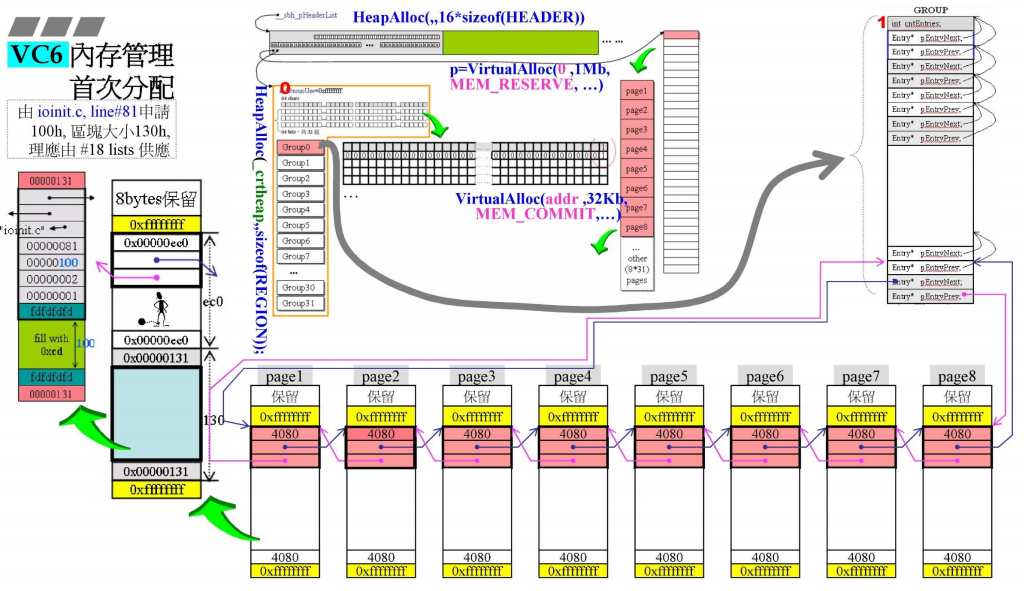 VC6 內存管理
首次分配
由 ioinit.c, line#81申請
100h, 區塊大小130h,
理應由 #18 lists 供應
00000131
"ioinit.c"
00000081
00000100
00000002
00000001
fdfdfdfd
fill with
0xcd
100
fdfdfdfd
00000131
8bytes保留
0xffffffff
0x00000ec0
ec0
0x00000ec0
0x00000131
130
0x00000131
0xffffffff
__sbh_pHeaderList
HeapAlloc(,,16*sizeof(HEADER))
... ...
p=VirtualAlloc(0 ,1Mb,
MEM_RESERVE, ...)
HeapAlloc(_crtheap,,sizeof(REGION));
0
64 bits，共 32 組
Group0
Group1
Group2
Group3
Group4
Group5
Group6
Group7
...
Group30
Group31
...
VirtualAlloc(addr ,32Kb,
MEM_COMMIT,...)
page1
page2
page3
page4
page5
page6
page7
page8
...
other
(8*31)
pages
GROUP
1
int cntEntries;
Entry* pEntryNext;
Entry* pEntryPrev;
Entry* pEntryNext;
Entry* pEntryPrev;
Entry* pEntryNext;
Entry* pEntryPrev;
Entry* pEntryNext;
Entry* pEntryPrev;
Entry* pEntryNext;
Entry* pEntryPrev;
Entry* pEntryNext;
Entry* pEntryPrev;
page1
保留
0xffffffff
4080
4080
0xffffffff
page2
保留
0xffffffff
4080
4080
0xffffffff
page3
保留
0xffffffff
4080
4080
0xffffffff
page4
保留
0xffffffff
4080
4080
0xffffffff
page5
保留
0xffffffff
4080
4080
0xffffffff
page6
保留
0xffffffff
4080
4080
0xffffffff
page7
保留
0xffffffff
4080
4080
0xffffffff
page8
保留
0xffffffff
4080
4080
0xffffffff